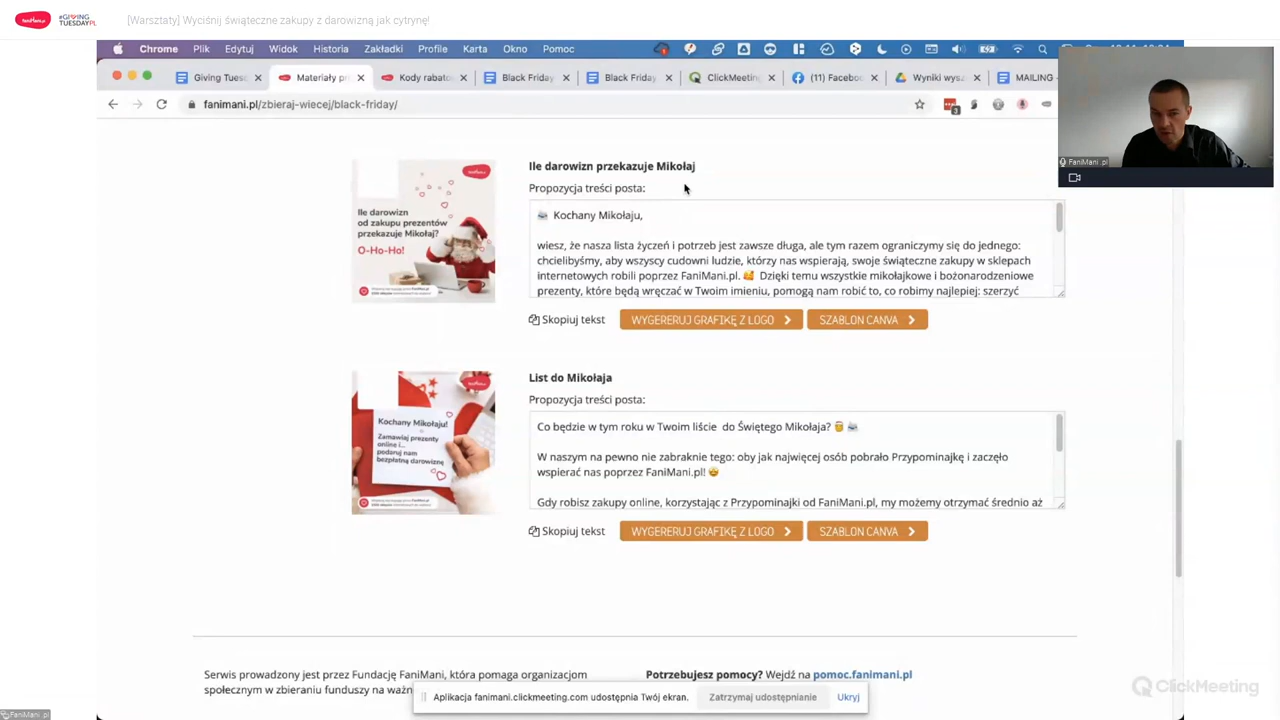 FaniMani.pl #GIVING TUESDAYPL [Warsztaty] Wyciśnij świąteczne zakupy z darowizną jak cytrynę!
Chrome Plik Edytuj Widok Historia Zakładki Profile Karta Okno Pomoc
Giving Tues Materiały pr Kody rabato Black Friday Black Friday ClickMeeting (11) Faceboo Wyniki wysz MAILING -
fanimani.pl/zbieraj-wiecej/black-friday/
3
FaniMani .pl
Ile darowizn
od zakupu prezentów
przekazuje Mikołaj?
O-Ho-Ho!
Ile darowizn przekazuje Mikołaj
Propozycja treści posta:
Kochany Mikołaju,
wiesz, że nasza lista życzeń i potrzeb jest zawsze długa, ale tym razem ograniczymy się do jednego:
chcielibyśmy, aby wszyscy cudowni ludzie, którzy nas wspierają, swoje świąteczne zakupy w sklepach
internetowych robili poprzez FaniMani.pl. Dzięki temu wszystkie mikołajkowe i bożonarodzeniowe
prezenty, które będą wręczać w Twoim imieniu, pomogą nam robić to, co robimy najlepiej: szerzyć
Skopiuj tekst WYGERERUJ GRAFIKĘ Z LOGO SZABLON CANVA
Kochany Mikołaju!
Zamawiaj prezenty
online i...
podaruj nam
bezpłatną darowiznę
List do Mikołaja
Propozycja treści posta:
Co będzie w tym roku w Twoim liście do Świętego Mikołaja?
W naszym na pewno nie zabraknie tego: oby jak najwięcej osób pobrało Przypominajkę i zaczęło
wspierać nas poprzez FaniMani.pl!
Gdy robisz zakupy online, korzystając z Przypominajki od FaniMani.pl, my możemy otrzymać średnio aż
Skopiuj tekst WYGERERUJ GRAFIKĘ Z LOGO SZABLON CANVA
Serwis prowadzony jest przez Fundację FaniMani, która pomaga organizacjom
społecznym w zbieraniu funduszy na ważn
Potrzebujesz pomocy? Wejdź na pomoc.fanimani.pl
Aplikacja fanimani.clickmeeting.com udostępnia Twój ekran. Zatrzymaj udostępnianie Ukryj
ClickMeeting
FaniMani .pl